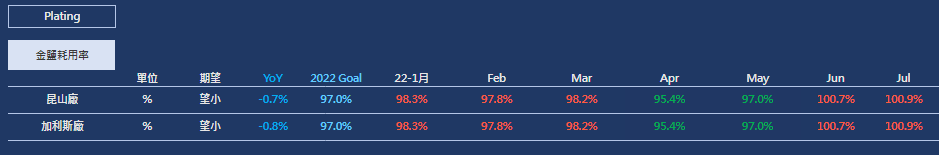 Plating
金鹽耗用率
單位 期望 YoY 2022 Goal 22-1月 Feb Mar Apr May Jun Jul
昆山廠 % 望小 -0.7% 97.0% 98.3% 97.8% 98.2% 95.4% 97.0% 100.7% 100.9%
加利斯廠 % 望小 -0.8% 97.0% 98.3% 97.8% 98.2% 95.4% 97.0% 100.7% 100.9%